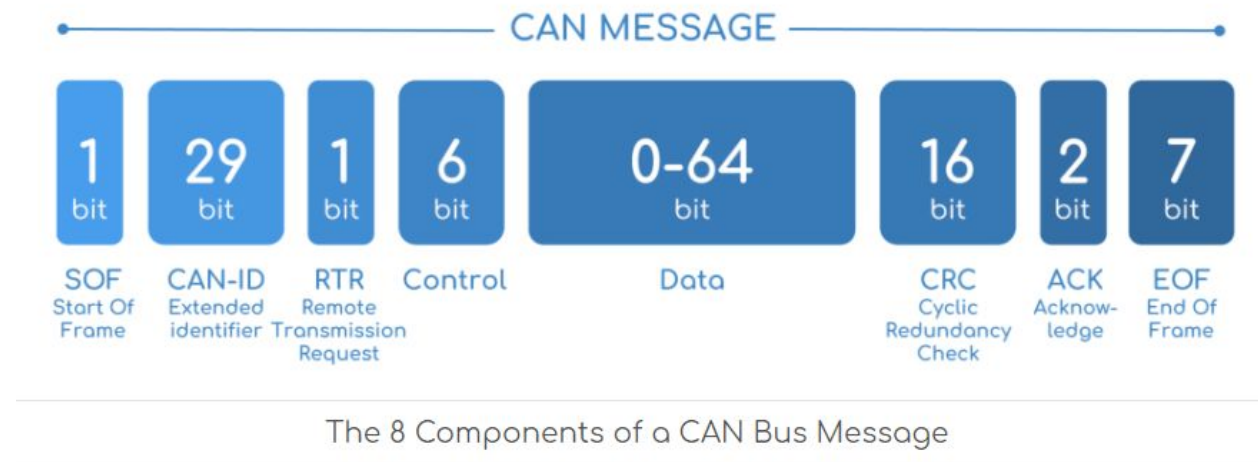 CAN MESSAGE
1 29 1 6 0-64 16 2 7
bit bit bit bit bit bit bit bit
SOF CAN-ID RTR Control Data CRC ACK EOF
Start Of Extended Remote Cyclic Acknow- End Of
Frame identifier Transmission Redundancy ledge Frame
Request Check
The 8 Components of a CAN Bus Message